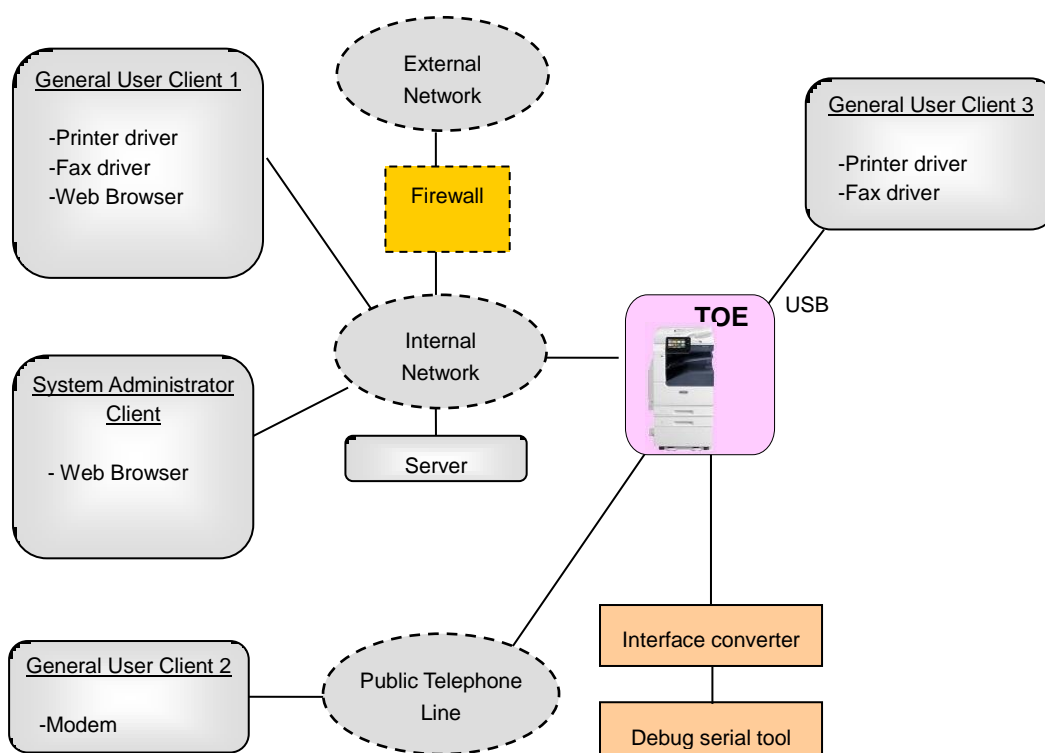 General User Client 1
-Printer driver
-Fax driver
-Web Browser
External
Network
General User Client 3
-Printer driver
-Fax driver
Firewall
USB
TOE
Internal
Network
System Administrator
Client
- Web Browser
Server
Interface converter
General User Client 2
-Modem
Public Telephone
Line
Debug serial tool